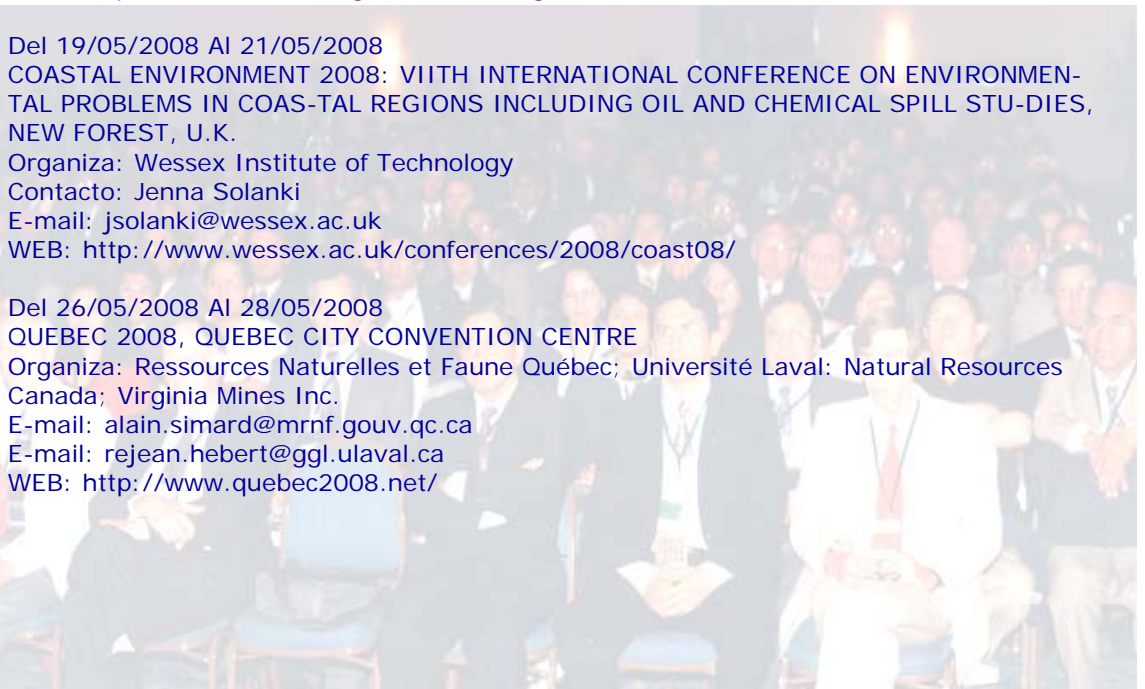 Del 19/05/2008 Al 21/05/2008
COASTAL ENVIRONMENT 2008: VIITH INTERNATIONAL CONFERENCE ON ENVIRONMEN-
TAL PROBLEMS IN COAS-TAL REGIONS INCLUDING OIL AND CHEMICAL SPILL STU-DIES,
NEW FOREST, U.K.
Organiza: Wessex Institute of Technology
Contacto: Jenna Solanki
E-mail: jsolanki@wessex.ac.uk
WEB: http://www.wessex.ac.uk/conferences/2008/coast08/
Del 26/05/2008 Al 28/05/2008
QUEBEC 2008, QUEBEC CITY CONVENTION CENTRE
Organiza: Ressources Naturelles et Faune Québec; Université Laval: Natural Resources
Canada; Virginia Mines Inc.
E-mail: alain.simard@mrnf.gouv.qc.ca
E-mail: rejean.hebert@ggl.ulaval.ca
WEB: http://www.quebec2008.net/